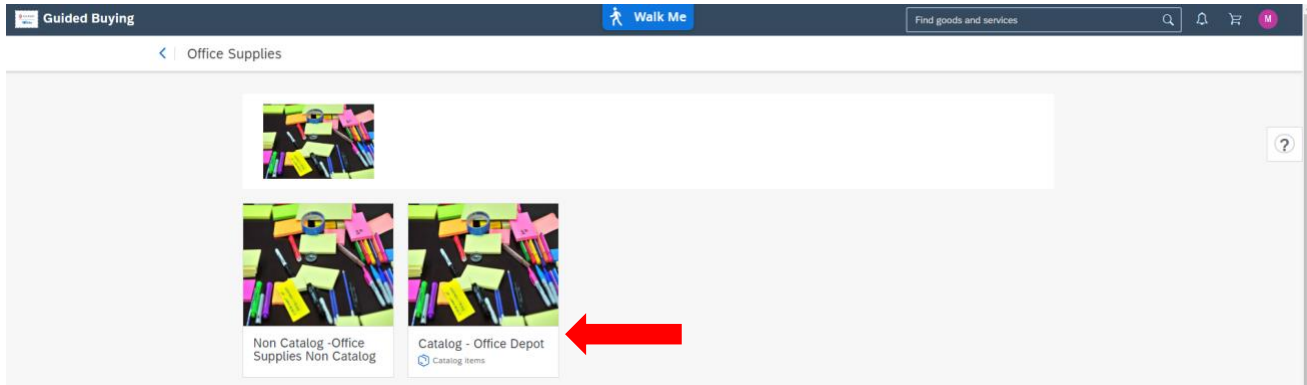 Guided Buying
Walk Me
Find goods and services
M
Office Supplies
?
Non Catalog -Office
Supplies Non Catalog
Catalog - Office Depot
Catalog Items